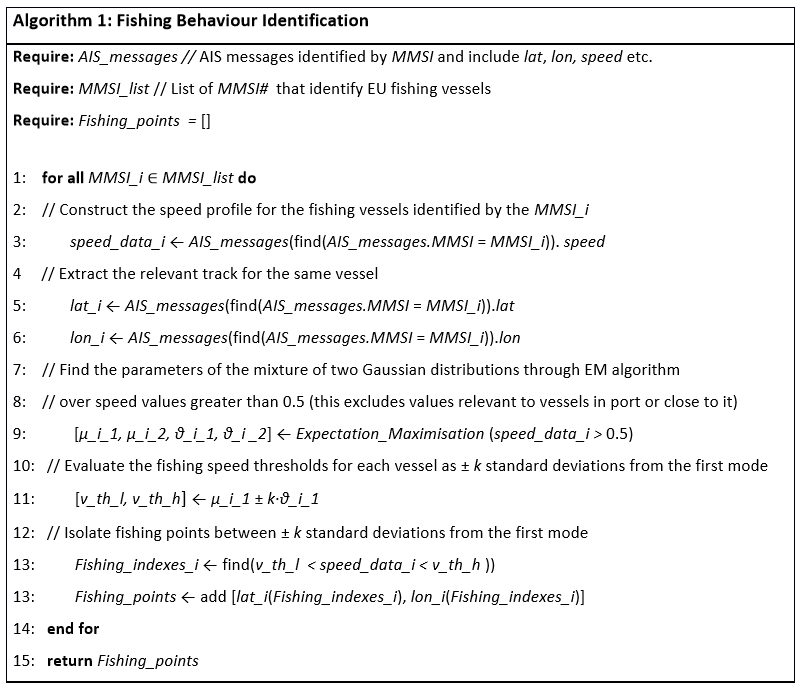 Algorithm 1: Fishing Behaviour Identification
Require: AIS_messages // AIS messages identified by MMSI and include lat, lon, speed etc.
Require: MMSI_list // List of MMSI# that identify EU fishing vessels
Require: Fishing_points = []
1: for all MMSI_i ∈ MMSI_list do
2: // Construct the speed profile for the fishing vessels identified by the MMSI_i
3: speed_data_i ← AIS_messages(find(AIS_messages.MMSI = MMSI_i)). speed
4 // Extract the relevant track for the same vessel
5: lat_i ← AIS_messages(find(AIS_messages.MMSI = MMSI_i)).lat
6: lon_i ← AIS_messages(find(AIS_messages.MMSI = MMSI_i)).lon
7: // Find the parameters of the mixture of two Gaussian distributions through EM algorithm
8: // over speed values greater than 0.5 (this excludes values relevant to vessels in port or close to it)
9: [μ_i_1, μ_i_2, ϑ_i_1, ϑ_i_2] ← Expectation_Maximisation (speed_data_i > 0.5)
10: // Evaluate the fishing speed thresholds for each vessel as ± k standard deviations from the first mode
11: [v_th_l, v_th_h] ← μ_i_1 ± k·ϑ_i_1
12: // Isolate fishing points between ± k standard deviations from the first mode
13: Fishing_indexes_i ← find(v_th_l < speed_data_i < v_th_h ))
13: Fishing_points ← add [lat_i(Fishing_indexes_i), lon_i(Fishing_indexes_i)]
14: end for
15: return Fishing_points